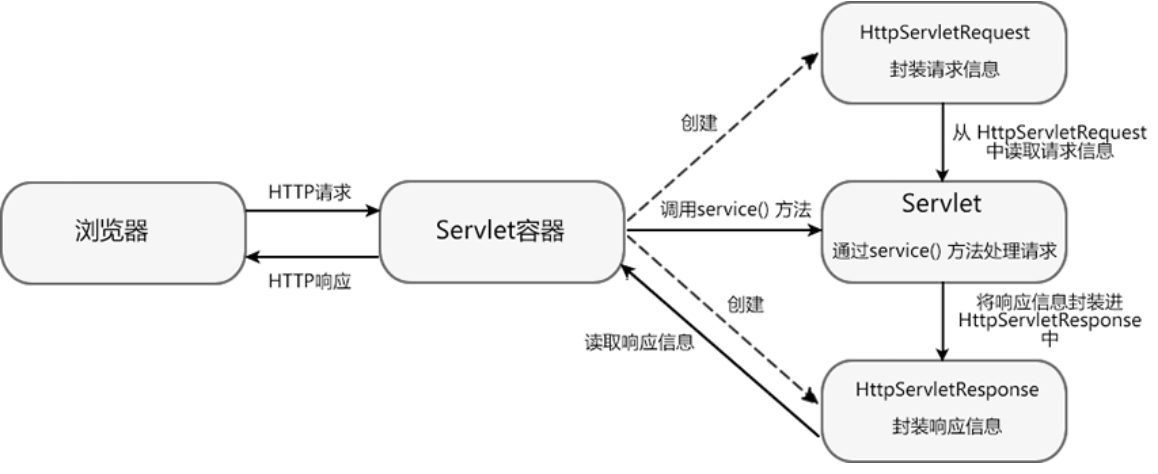 HttpServletRequest
封装请求信息
创建
从 HttpServletRequest
中读取请求信息
浏览器
HTTP请求
HTTP响应
Servlet容器
调用service() 方法
Servlet
通过service() 方法处理请求
创建
读取响应信息
将响应信息封装进
HttpServletResponse
中
HttpServletResponse
封装响应信息